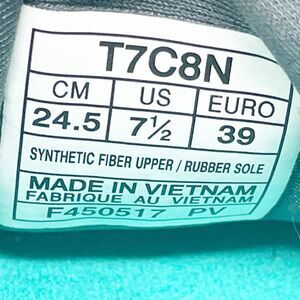 T7C8N
CM US EURO
24.5 7½ 39
SYNTHETIC FIBER UPPER / RUBBER SOLE
MADE IN VIETNAM
FABRIQUE AU VIETNAM
F450517 PV